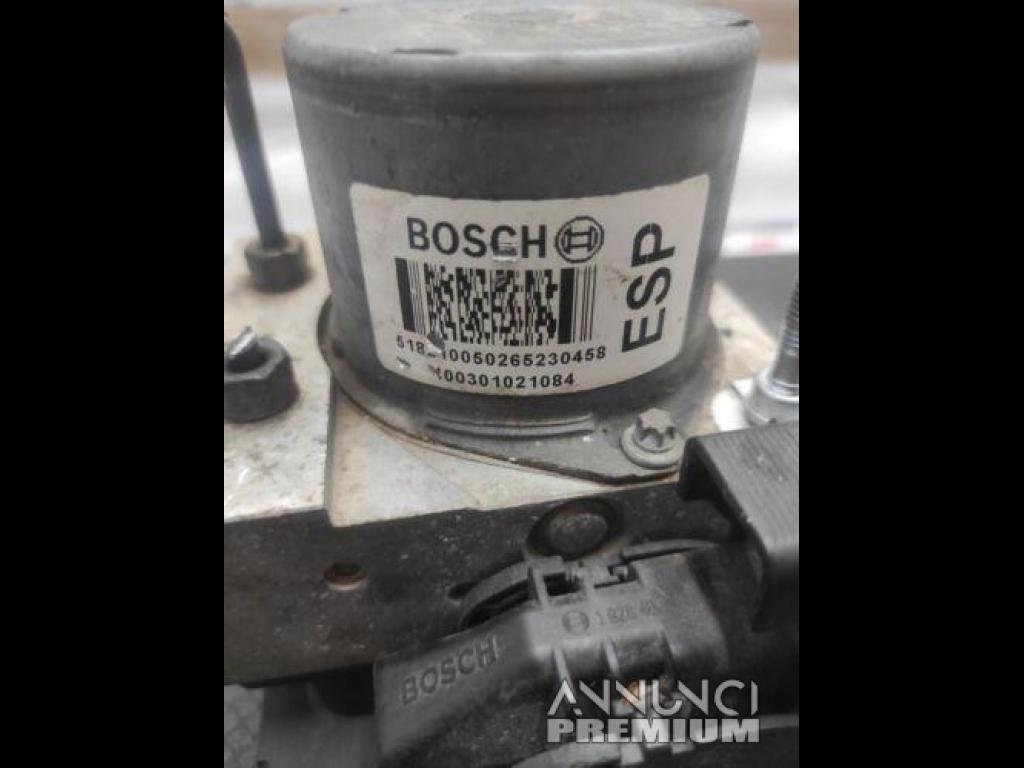 BOSCH
ESP
00301021084
BOSCH
ANNUNCI
PREMIUM